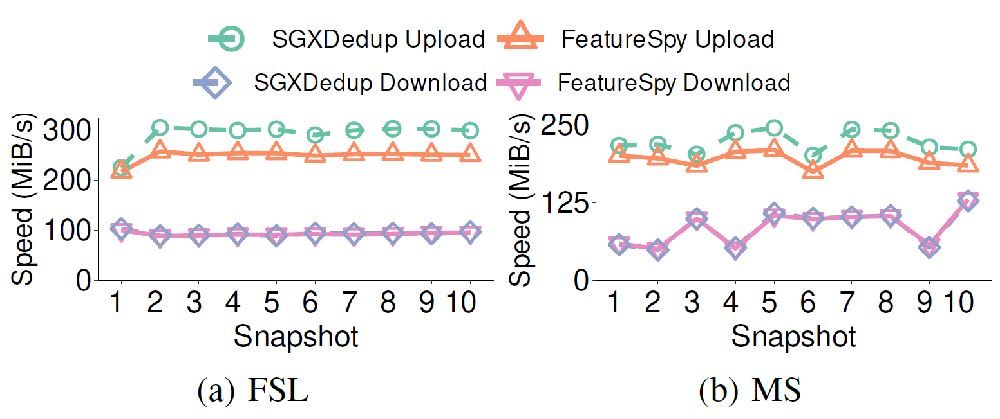 SGXDedup Upload FeatureSpy Upload
SGXDedup Download FeatureSpy Download
Speed (MiB/s)
300
200
100
0
1 2 3 4 5 6 7 8 9 10
Snapshot
(a) FSL
Speed (MiB/s)
250
125
0
1 2 3 4 5 6 7 8 9 10
Snapshot
(b) MS